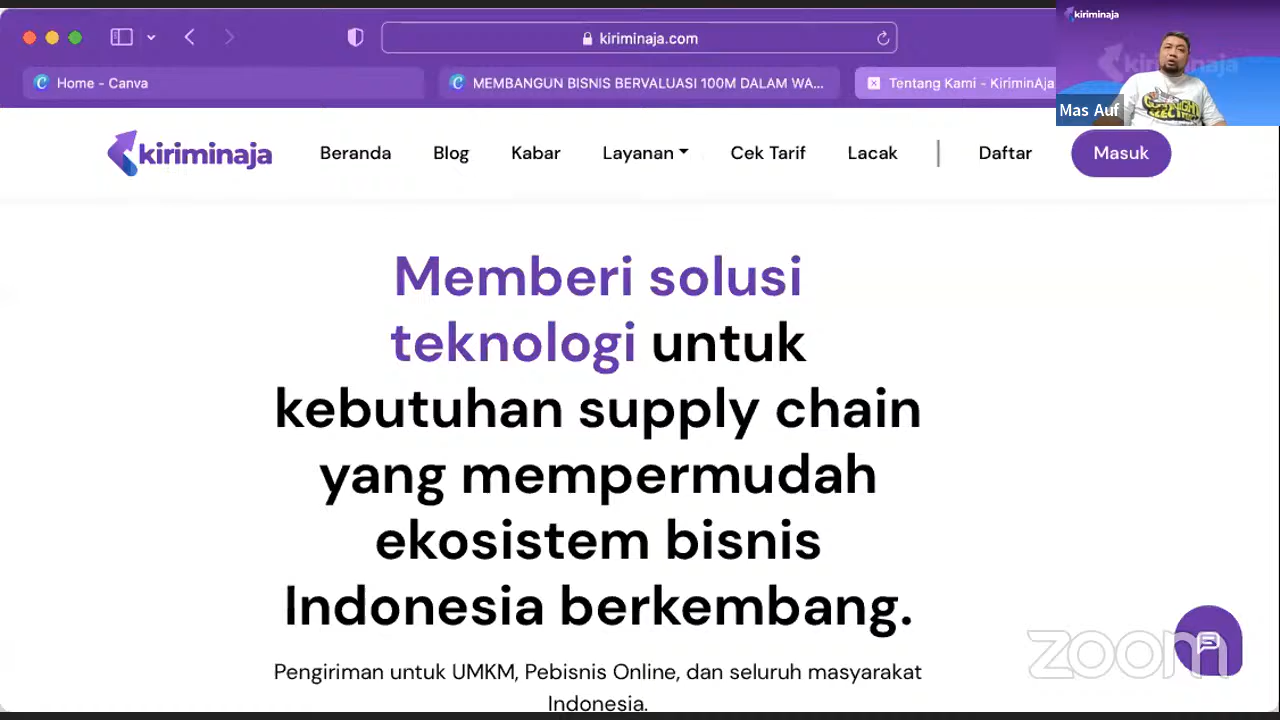 kiriminaja.com
kiriminaja
Home - Canva
MEMBANGUN BISNIS BERVALUASI 100M DALAM WA...
Tentang Kami - KiriminAja
kiriminaja
Mas Auf
kiriminaja
Beranda
Blog
Kabar
Layanan
Cek Tarif
Lacak
Daftar
Masuk
Memberi solusi
teknologi untuk
kebutuhan supply chain
yang mempermudah
ekosistem bisnis
Indonesia berkembang.
Pengiriman untuk UMKM, Pebisnis Online, dan seluruh masyarakat
Indonesia.
zoom